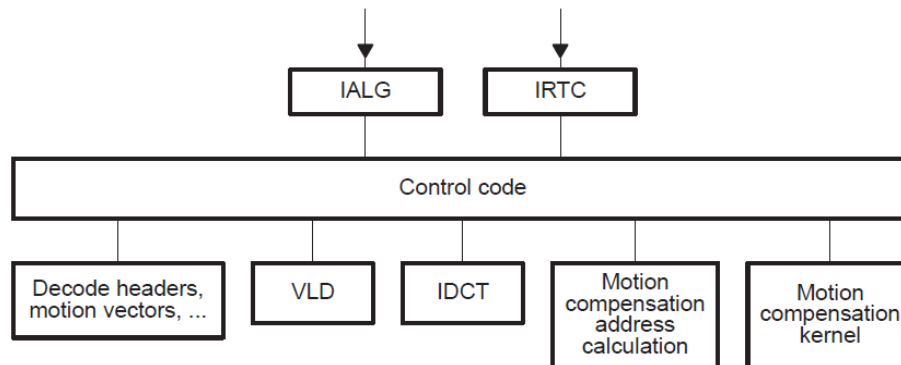 IALG
IRTC
Control code
Decode headers,
motion vectors, ...
VLD
IDCT
Motion
compensation
address
calculation
Motion
compensation
kernel